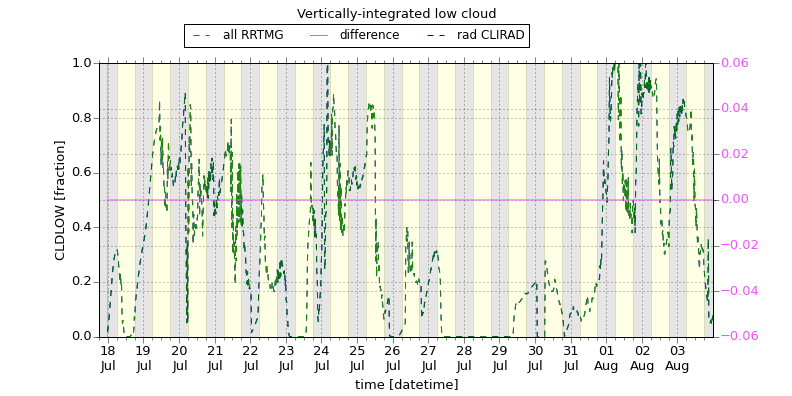 Vertically-integrated low cloud
all RRTMG difference rad CLIRAD
CLDLOW [fraction]
1.0
0.8
0.6
0.4
0.2
0.0
0.06
0.04
0.02
0.00
−0.02
−0.04
−0.06
18 19 20 21 22 23 24 25 26 27 28 29 30 31 01 02 03
Jul Jul Jul Jul Jul Jul Jul Jul Jul Jul Jul Jul Jul Jul Aug Aug Aug
time [datetime]